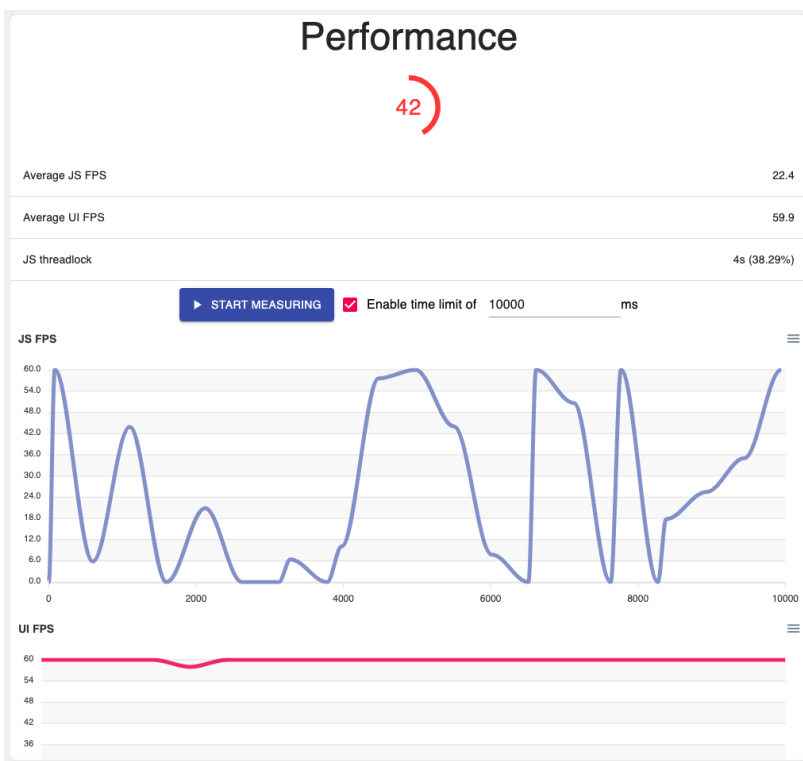 Performance
42
Average JS FPS 22.4
Average UI FPS 59.9
JS threadlock 4s (38.29%)
START MEASURING Enable time limit of 10000 ms
JS FPS
60.0
54.0
48.0
42.0
36.0
30.0
24.0
18.0
12.0
6.0
0.0
0 2000 4000 6000 8000 10000
UI FPS
60
54
48
42
36